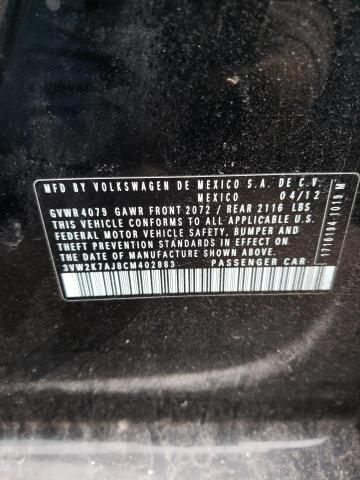 MFD BY VOLKSWAGEN DE MEXICO S.A. DE C.V.
MEXICO 04/12
GVWR 4079 GAWR FRONT 2072 / REAR 2116 LBS
THIS VEHICLE CONFORMS TO ALL APPLICABLE
FEDERAL MOTOR VEHICLE SAFETY, BUMPER AND
THEFT PREVENTION STANDARDS IN EFFECT ON THE
DATE OF MANUFACTURE SHOWN ABOVE.
3VW2K7AJ8CM402883 PASSENGER CAR